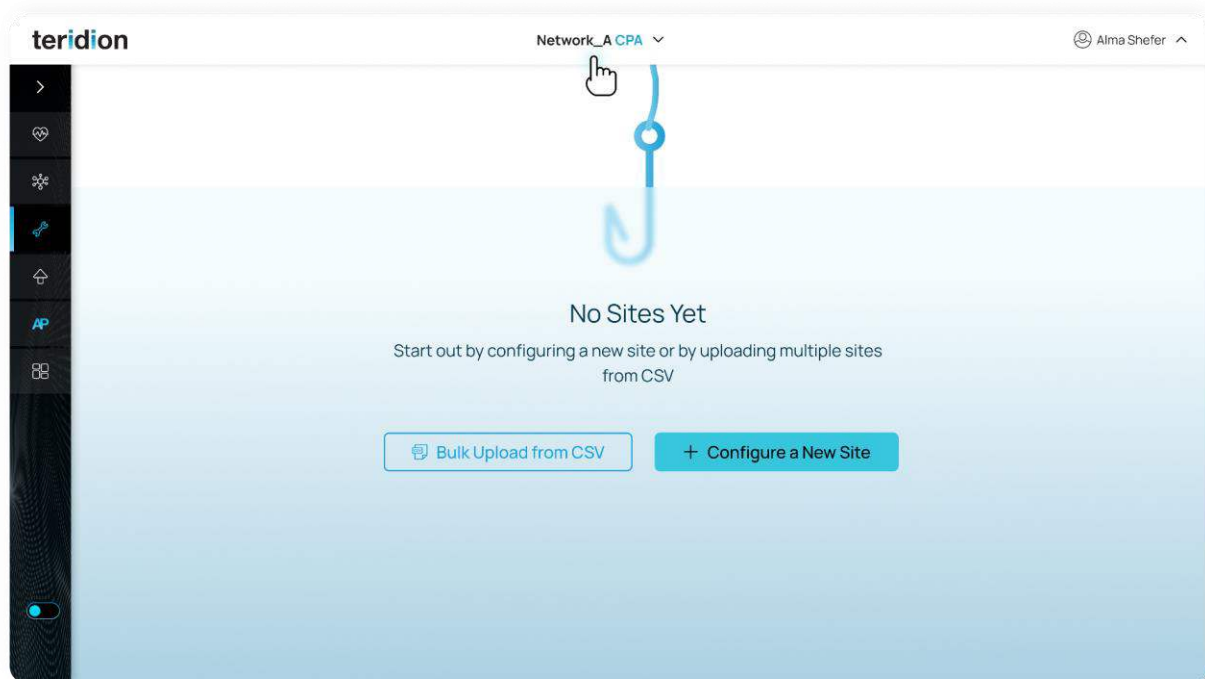 teridion
Network_A CPA
Alma Shefer
AP
No Sites Yet
Start out by configuring a new site or by uploading multiple sites
from CSV
Bulk Upload from CSV
+ Configure a New Site